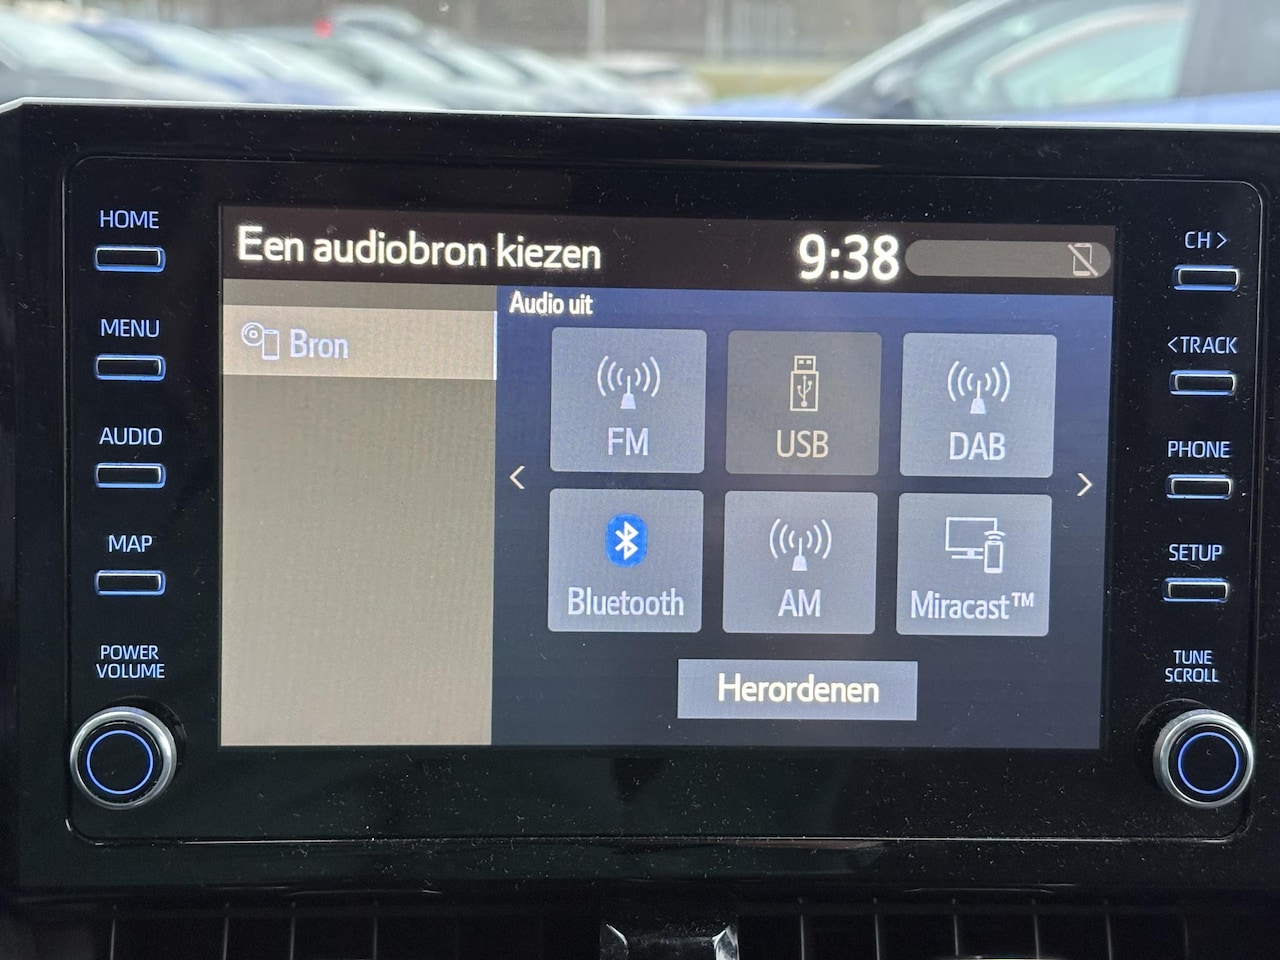 HOME
MENU
AUDIO
MAP
POWER
VOLUME
Een audiobron kiezen
9:38
Bron
Audio uit
FM
USB
DAB
<
>
Bluetooth
AM
Miracast™
Herordenen
CH >
< TRACK
PHONE
SETUP
TUNE
SCROLL